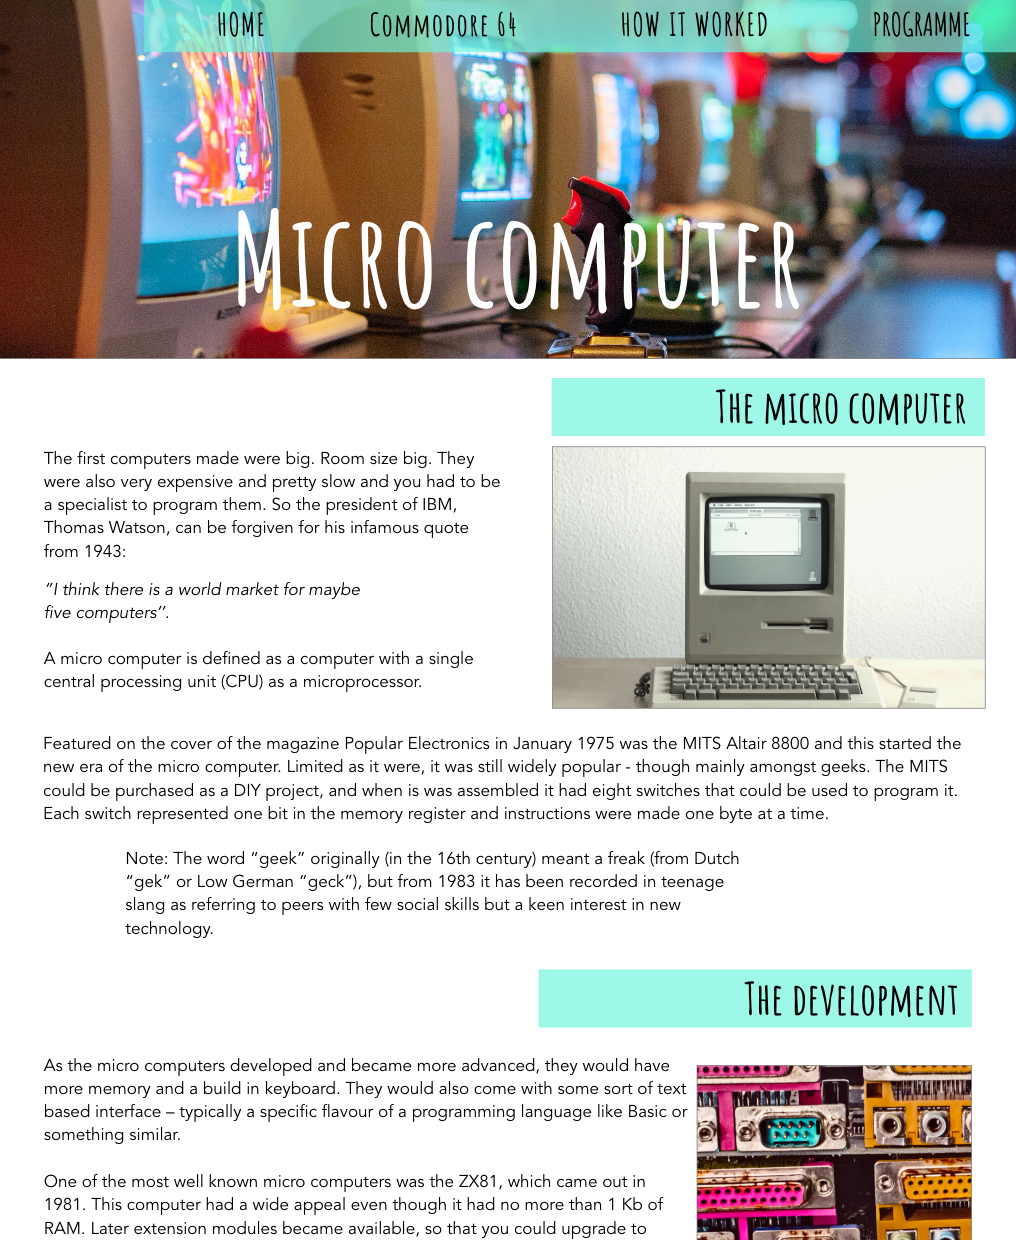 HOME Commodore 64 HOW IT WORKED PROGRAMME
Micro computer
The micro computer
The first computers made were big. Room size big. They
were also very expensive and pretty slow and you had to be
a specialist to program them. So the president of IBM,
Thomas Watson, can be forgiven for his infamous quote
from 1943:
“I think there is a world market for maybe
five computers’’.
A micro computer is defined as a computer with a single
central processing unit (CPU) as a microprocessor.
Featured on the cover of the magazine Popular Electronics in January 1975 was the MITS Altair 8800 and this started the
new era of the micro computer. Limited as it were, it was still widely popular - though mainly amongst geeks. The MITS
could be purchased as a DIY project, and when is was assembled it had eight switches that could be used to program it.
Each switch represented one bit in the memory register and instructions were made one byte at a time.
Note: The word “geek” originally (in the 16th century) meant a freak (from Dutch
“gek” or Low German “geck”), but from 1983 it has been recorded in teenage
slang as referring to peers with few social skills but a keen interest in new
technology.
The development
As the micro computers developed and became more advanced, they would have
more memory and a build in keyboard. They would also come with some sort of text
based interface – typically a specific flavour of a programming language like Basic or
something similar.
One of the most well known micro computers was the ZX81, which came out in
1981. This computer had a wide appeal even though it had no more than 1 Kb of
RAM. Later extension modules became available, so that you could upgrade to